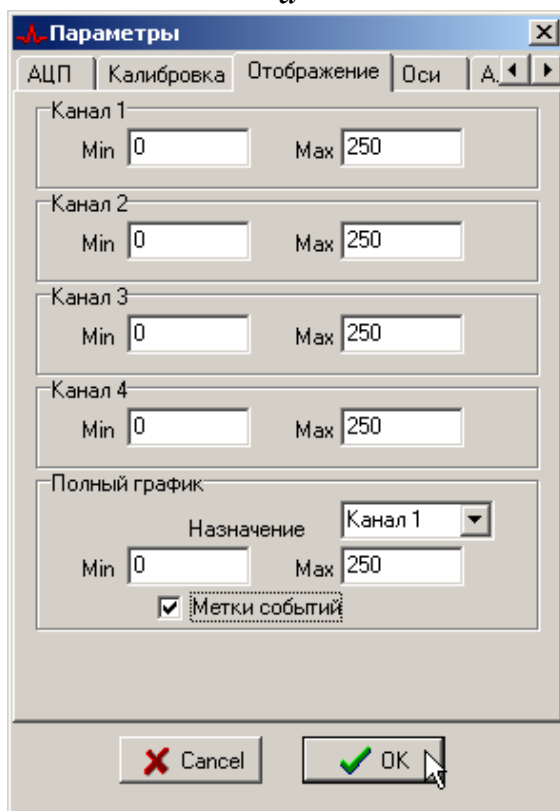 а
Параметры
АЦП Калибровка Отображение Оси А.
Канал 1
Min 0 Max 250
Канал 2
Min 0 Max 250
Канал 3
Min 0 Max 250
Канал 4
Min 0 Max 250
Полный график
Назначение Канал 1
Min 0 Max 250
Метки событий
Cancel OK